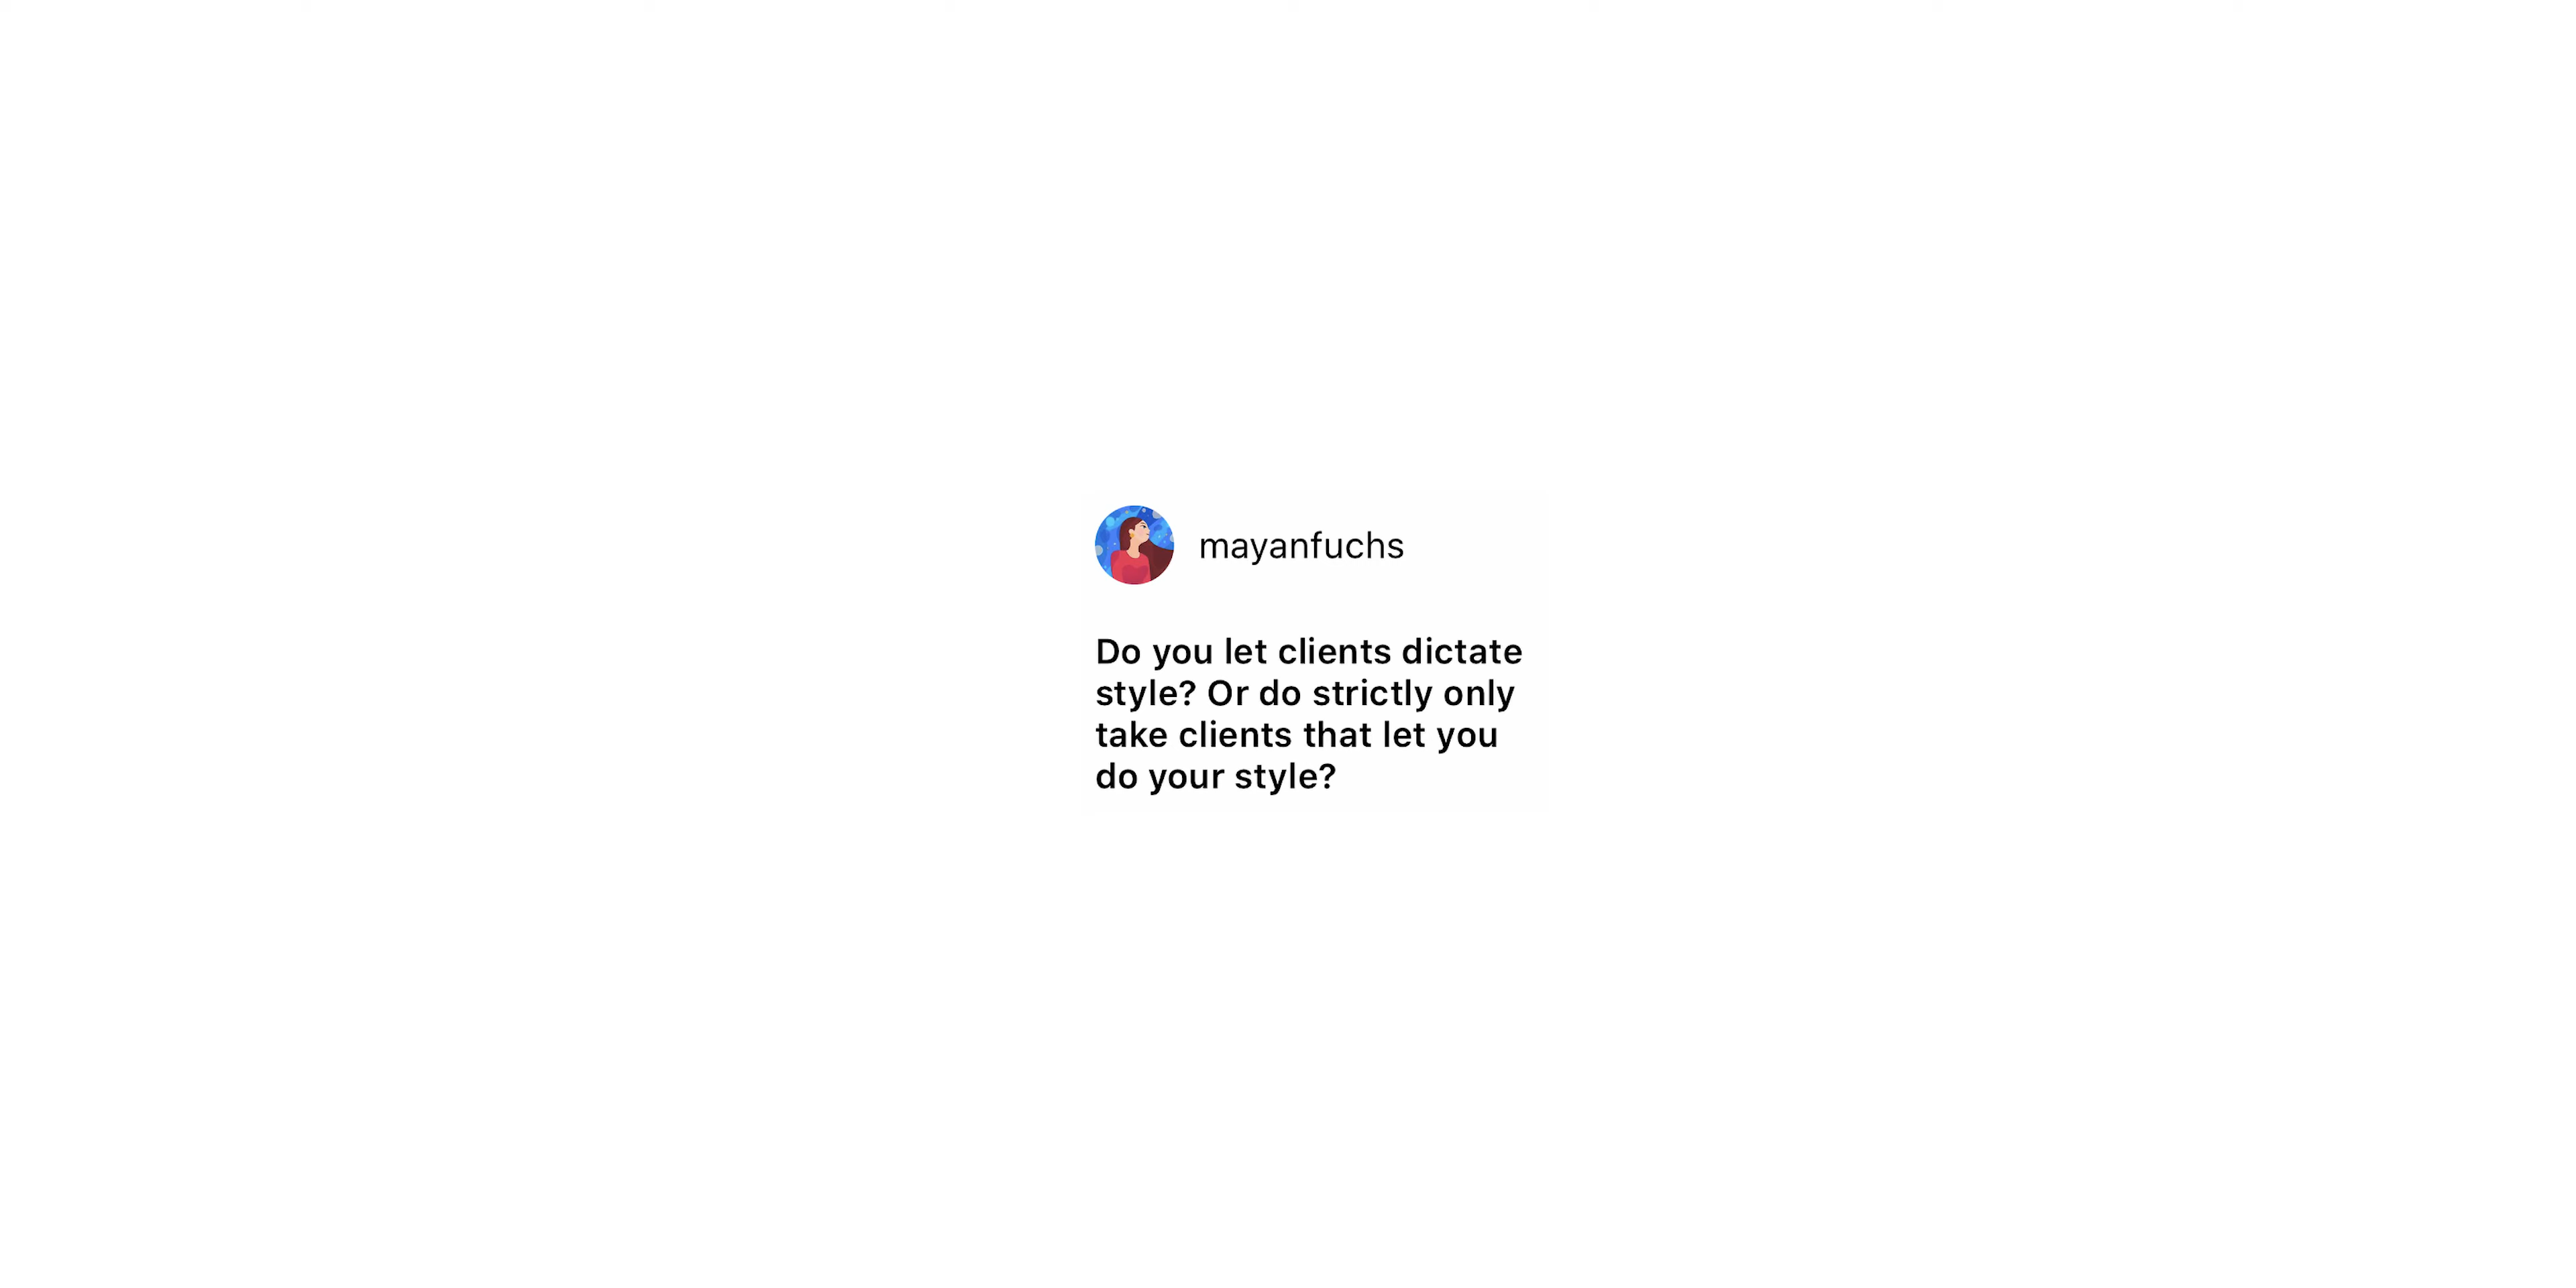 mayanfuchs
Do you let clients dictate
style? Or do strictly only
take clients that let you
do your style?